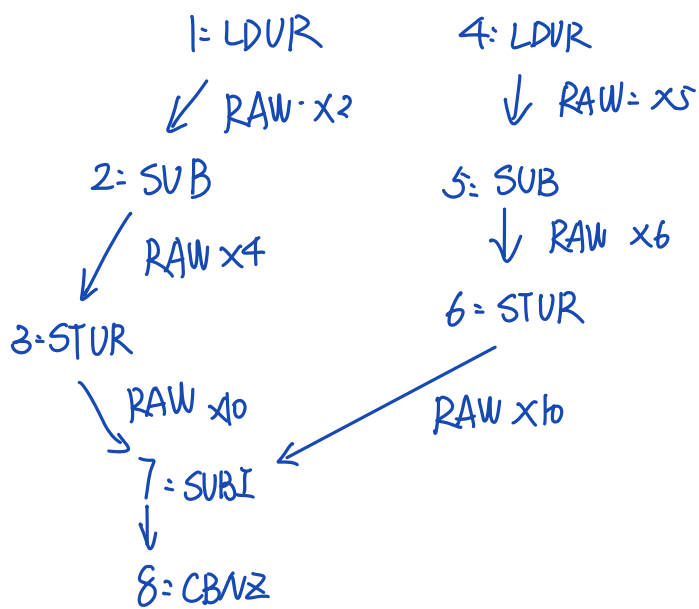 1: LDUR
4: LDUR
RAW. X2
RAW: X5
2: SUB
5: SUB
RAW X4
RAW X6
3: STUR
6: STUR
RAW X10
RAW X10
7: SUBI
8: CBNZ